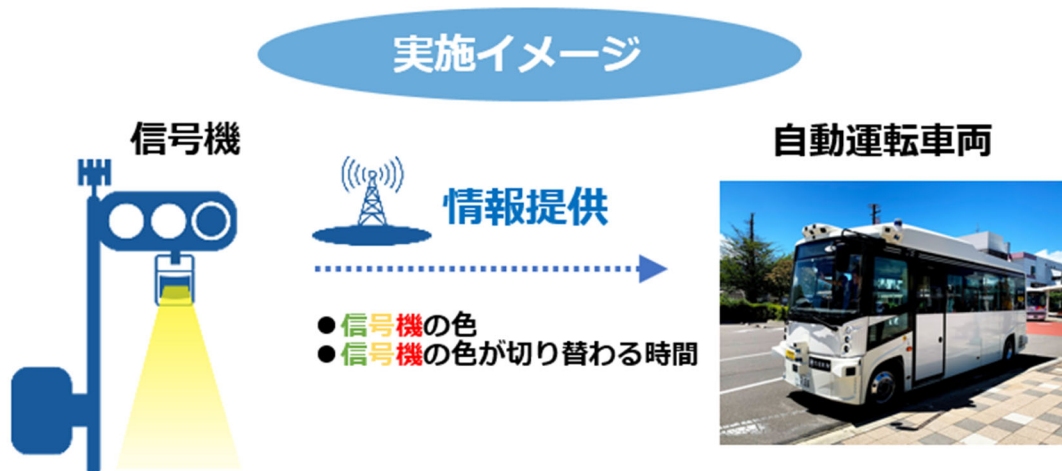 実施イメージ
信号機
自動運転車両
情報提供
●信号機の色
●信号機の色が切り替わる時間